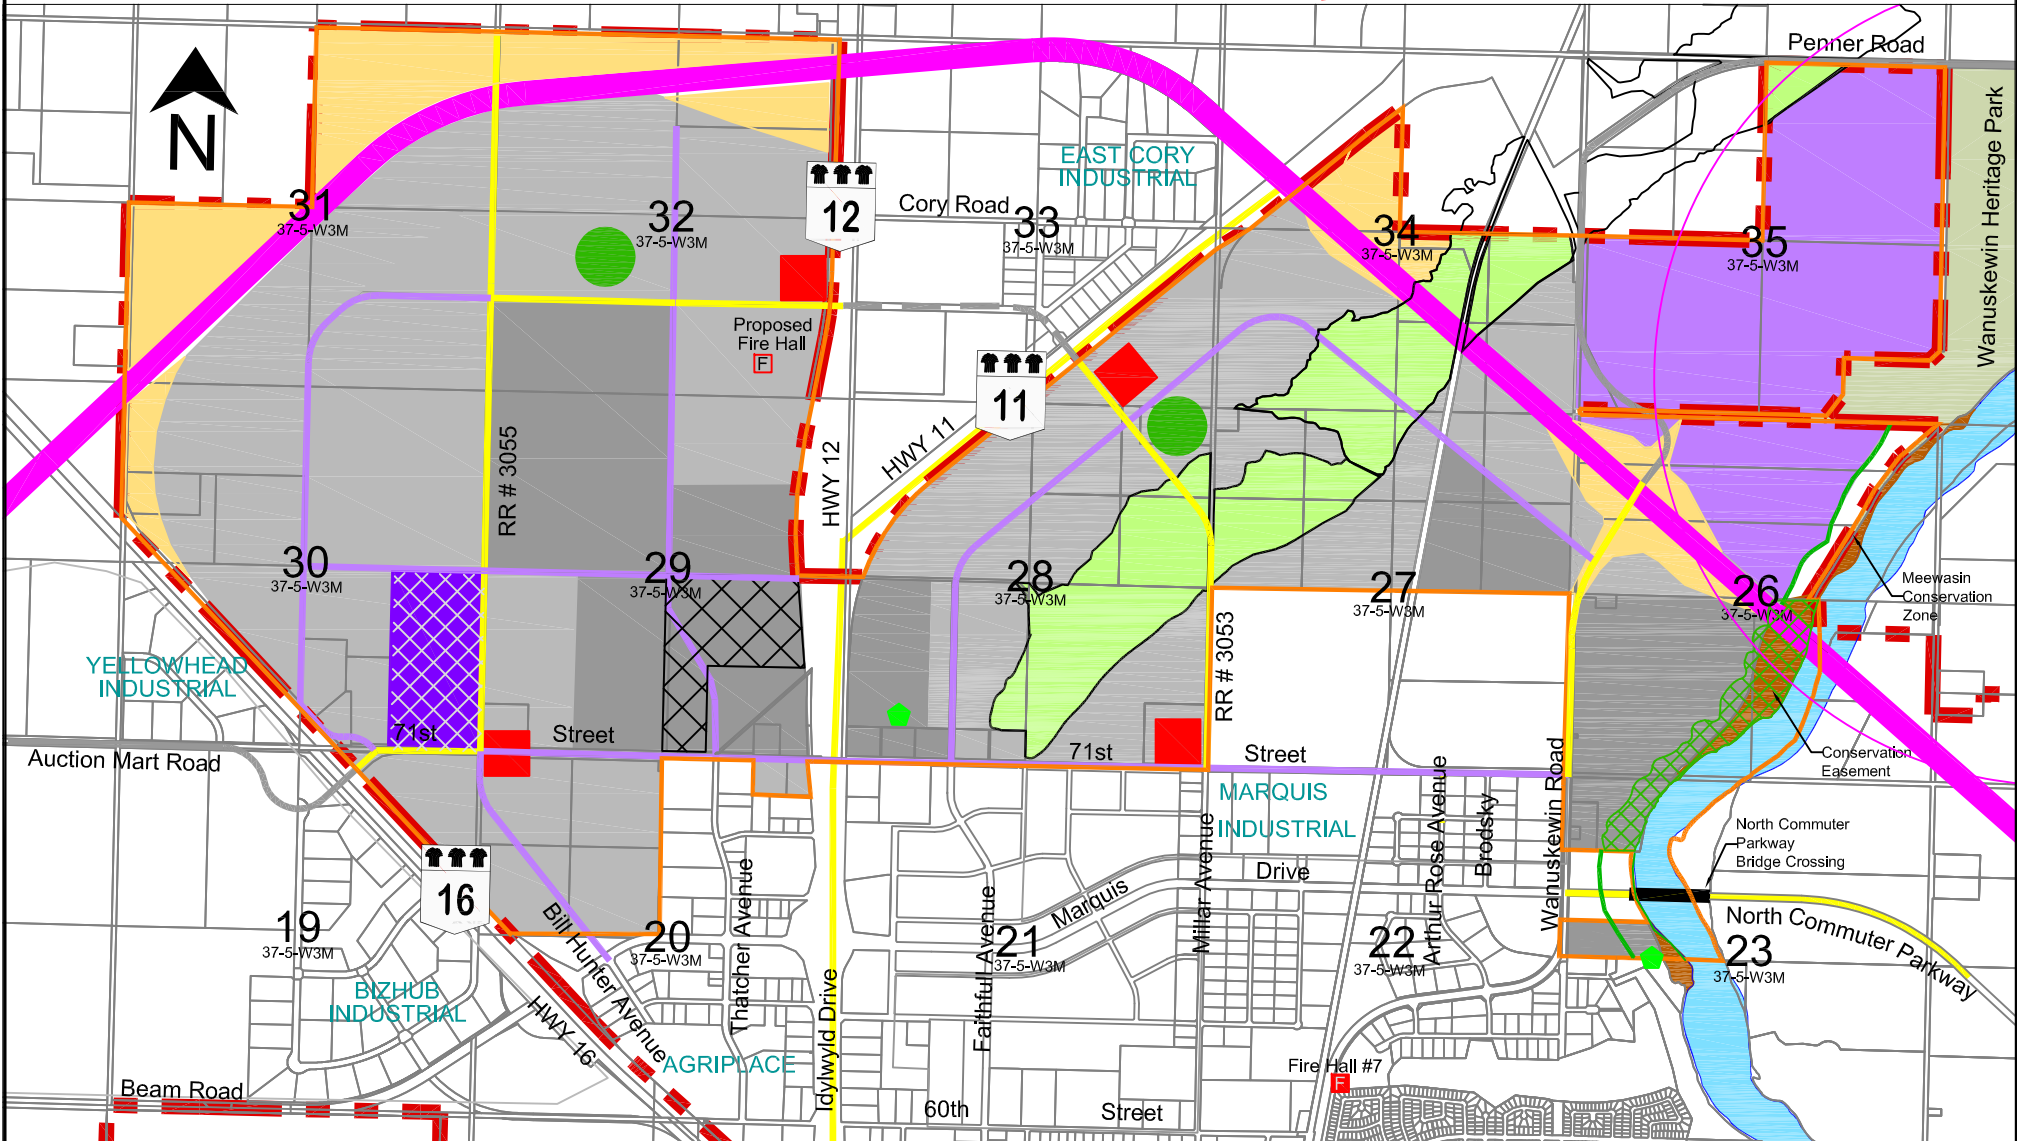 Penner Road
Wanuskewin Heritage Park
N
EAST CORY
INDUSTRIAL
31
37-5-W3M
32
37-5-W3M
12
Cory Road
33
37-5-W3M
34
37-5-W3M
35
37-5-W3M
Proposed
Fire Hall
F
11
HWY 11
HWY 12
RR # 3055
30
37-5-W3M
29
37-5-W3M
28
37-5-W3M
27
37-5-W3M
26
37-5-W3M
Meewasin
Conservation
Zone
RR # 3053
YELLOWHEAD
INDUSTRIAL
71st
Street
71st
Street
Auction Mart Road
Conservation
Easement
MARQUIS
INDUSTRIAL
North Commuter
Parkway
Bridge Crossing
16
Thatcher Avenue
Idylwyld Drive
Faithfull Avenue
Marquis
Drive
Millar Avenue
Arthur Rose Avenue
Brodsky
Wanuskewin Road
North Commuter Parkway
19
37-5-W3M
20
37-5-W3M
21
37-5-W3M
22
37-5-W3M
23
37-5-W3M
Bill Hunter Avenue
BIZHUB
INDUSTRIAL
HWY 16
AGRIPLACE
Fire Hall #7
F
Beam Road
60th
Street